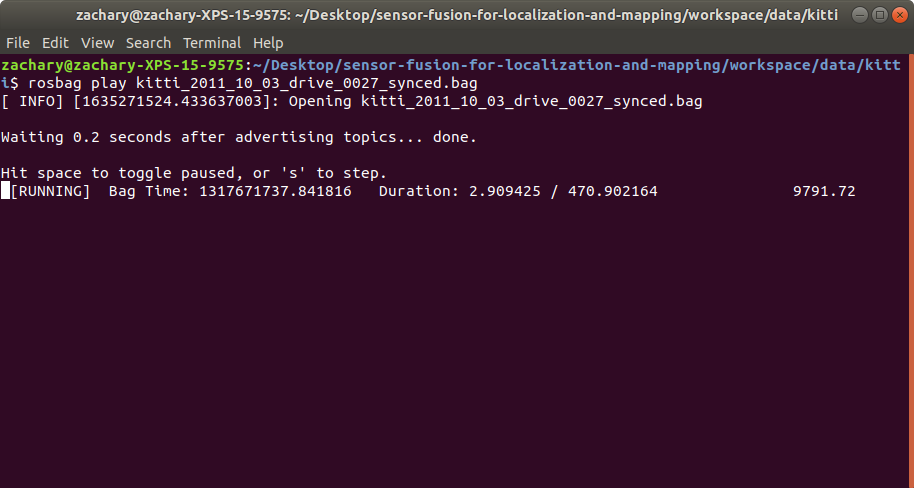 zachary@zachary-XPS-15-9575: ~/Desktop/sensor-fusion-for-localization-and-mapping/workspace/data/kitti
File Edit View Search Terminal Help
zachary@zachary-XPS-15-9575:~/Desktop/sensor-fusion-for-localization-and-mapping/workspace/data/kitt
i$ rosbag play kitti_2011_10_03_drive_0027_synced.bag
[ INFO] [1635271524.433637003]: Opening kitti_2011_10_03_drive_0027_synced.bag
Waiting 0.2 seconds after advertising topics... done.
Hit space to toggle paused, or 's' to step.
[RUNNING]  Bag Time: 1317671737.841816   Duration: 2.909425 / 470.902164               9791.72